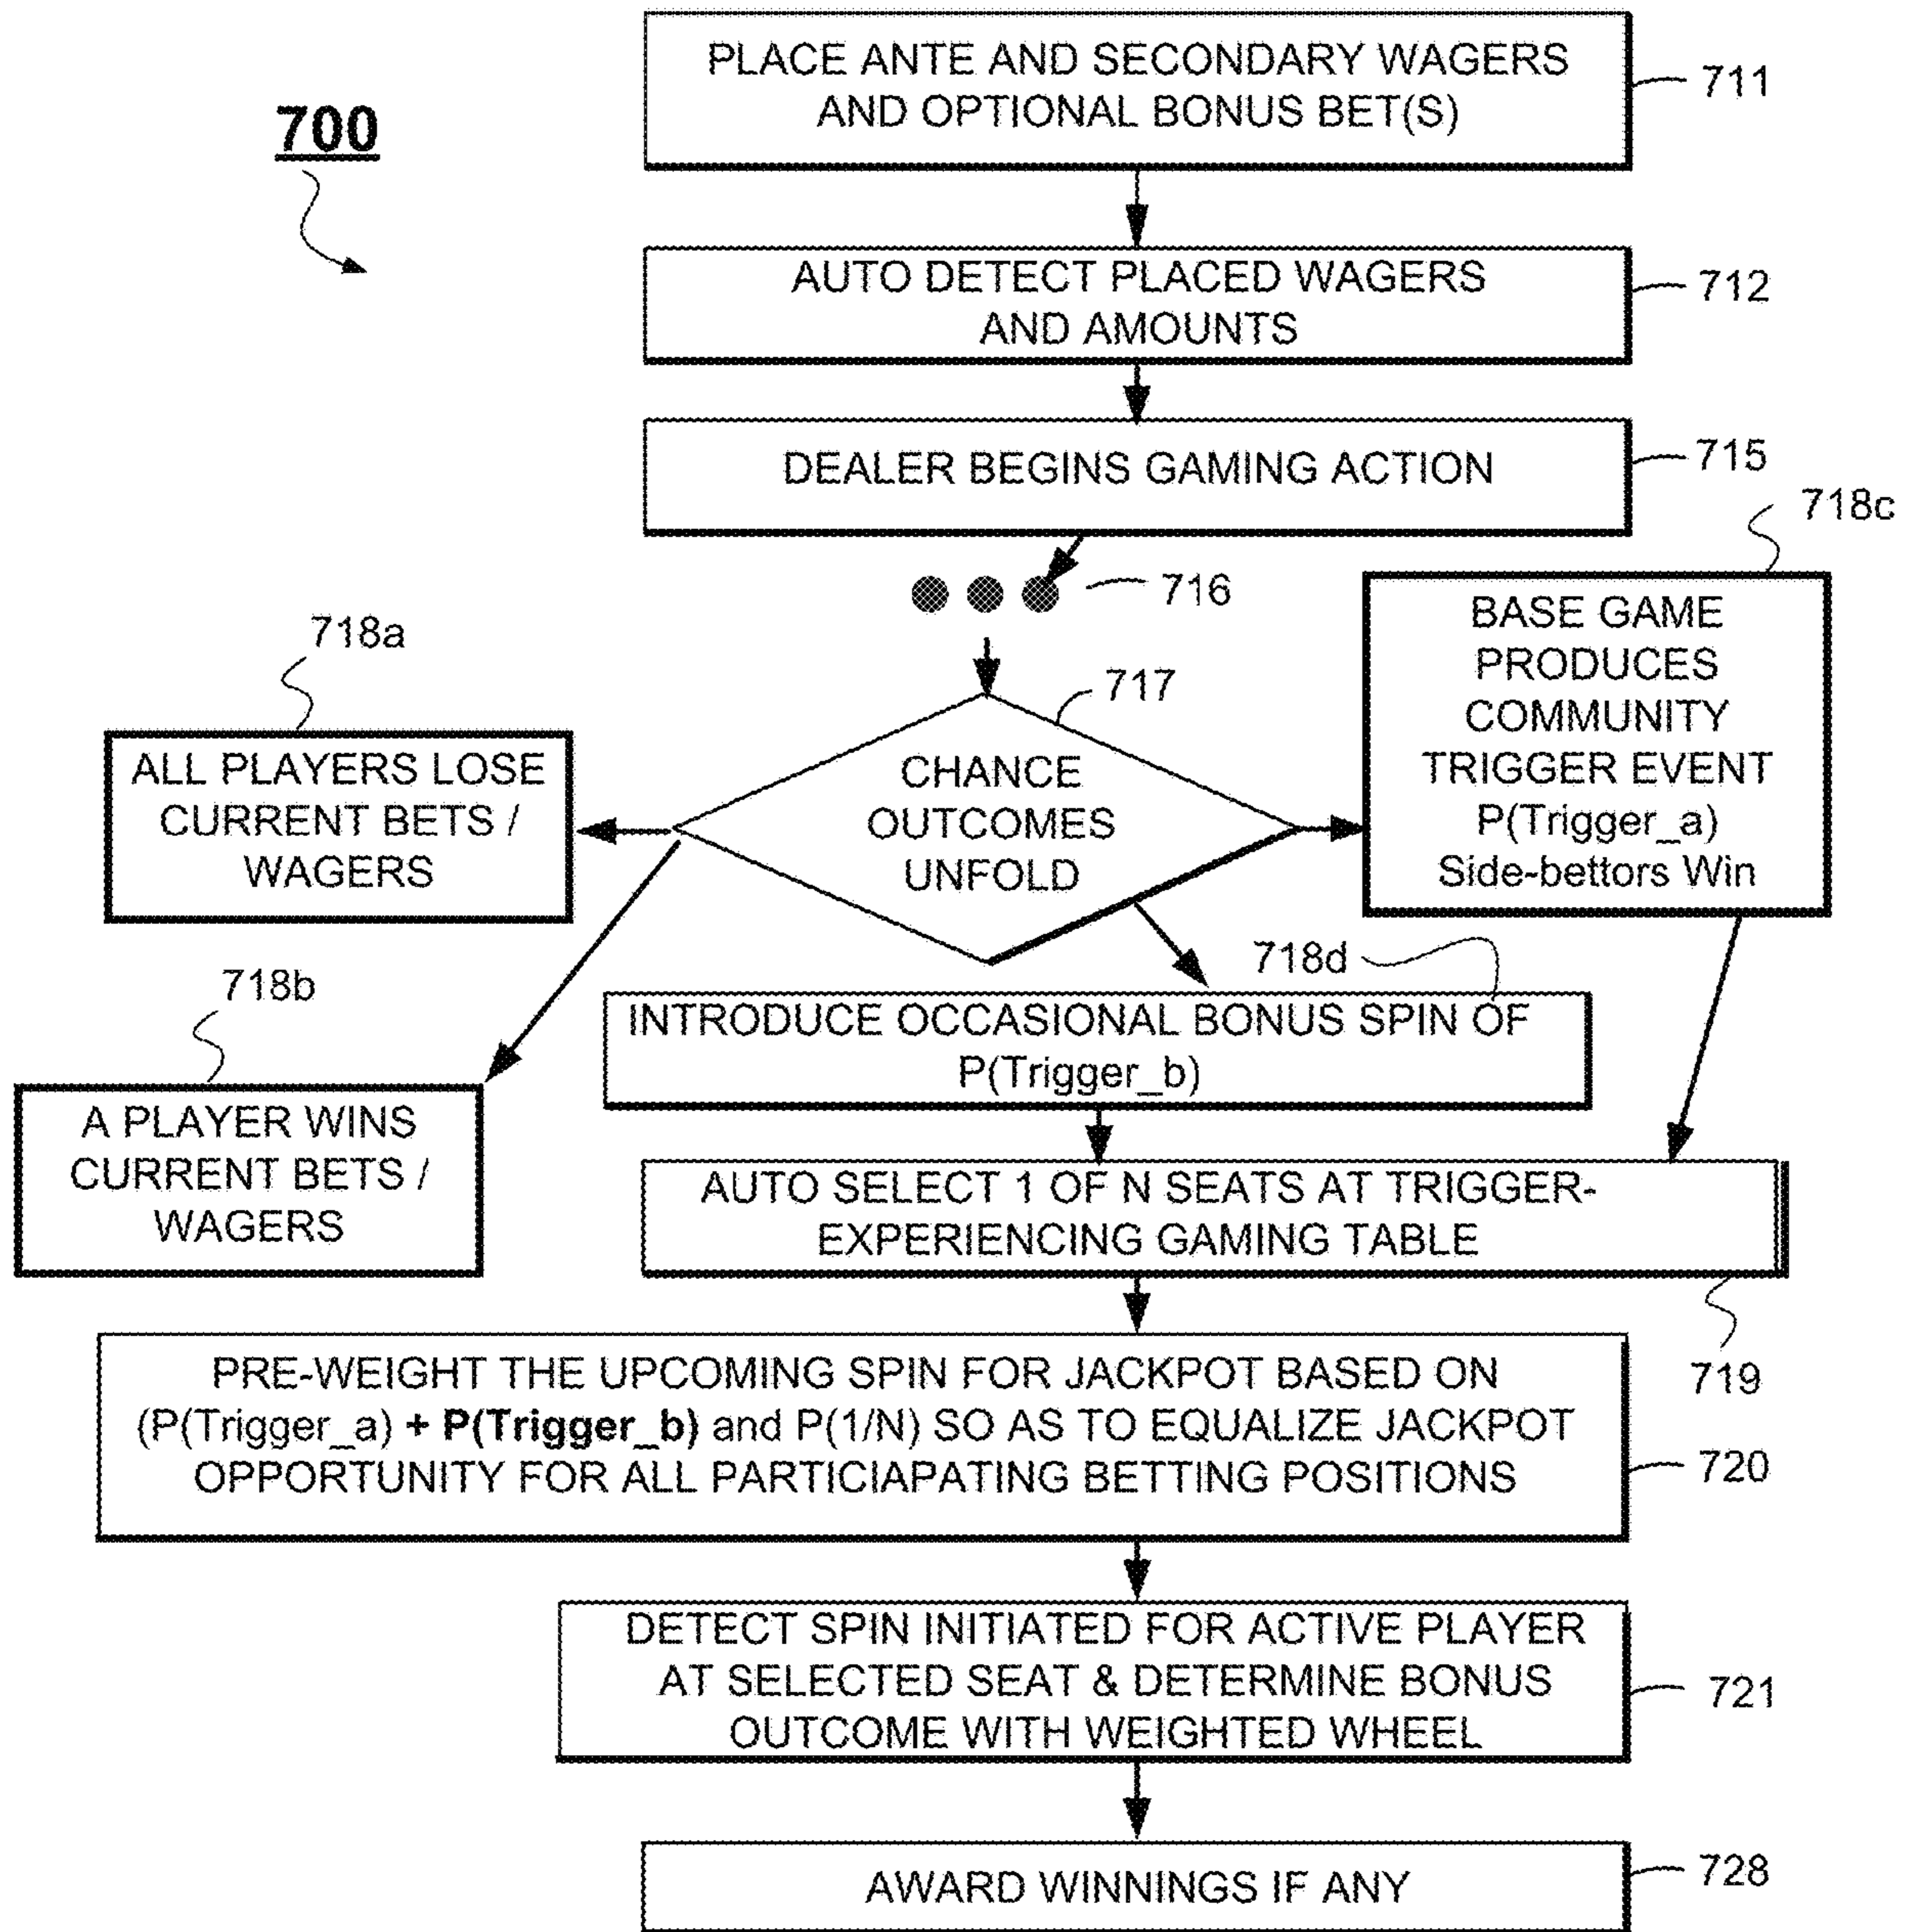 700
PLACE ANTE AND SECONDARY WAGERS
AND OPTIONAL BONUS BET(S)
711
AUTO DETECT PLACED WAGERS
AND AMOUNTS
712
DEALER BEGINS GAMING ACTION
715
716
717
CHANCE
OUTCOMES
UNFOLD
718a
ALL PLAYERS LOSE
CURRENT BETS /
WAGERS
718b
A PLAYER WINS
CURRENT BETS /
WAGERS
718c
BASE GAME
PRODUCES
COMMUNITY
TRIGGER EVENT
P(Trigger_a)
Side-bettors Win
718d
INTRODUCE OCCASIONAL BONUS SPIN OF
P(Trigger_b)
AUTO SELECT 1 OF N SEATS AT TRIGGER-
EXPERIENCING GAMING TABLE
719
PRE-WEIGHT THE UPCOMING SPIN FOR JACKPOT BASED ON
(P(Trigger_a) + P(Trigger_b) and P(1/N) SO AS TO EQUALIZE JACKPOT
OPPORTUNITY FOR ALL PARTICIAPATING BETTING POSITIONS
720
DETECT SPIN INITIATED FOR ACTIVE PLAYER
AT SELECTED SEAT & DETERMINE BONUS
OUTCOME WITH WEIGHTED WHEEL
721
AWARD WINNINGS IF ANY
728